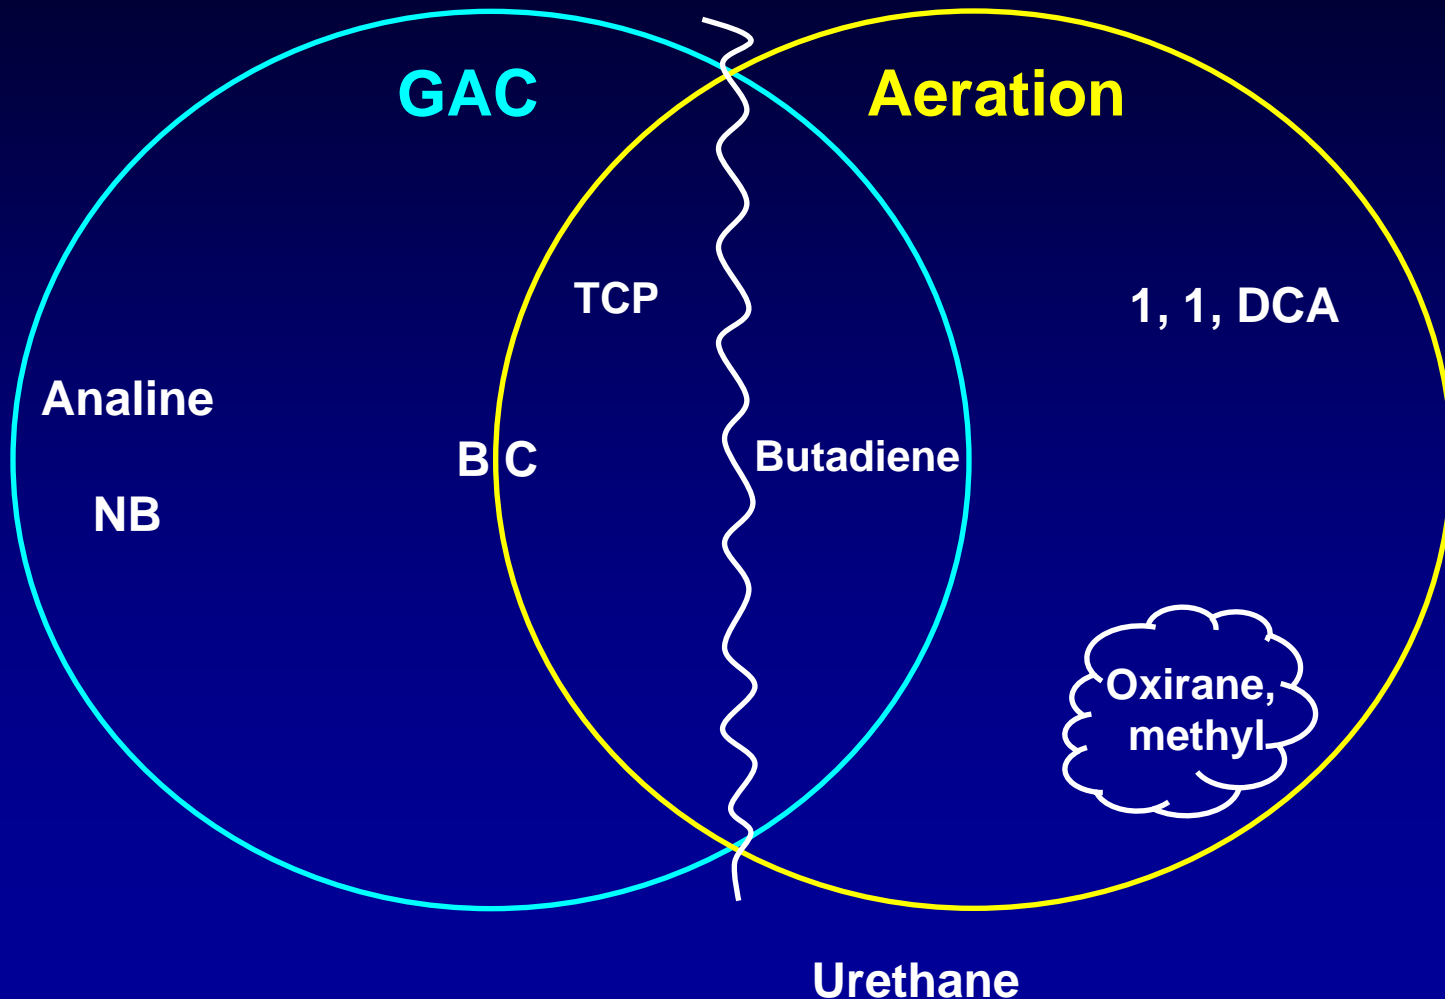 GAC
Aeration
TCP
1, 1, DCA
Analine
B C
Butadiene
NB
Oxirane,
methyl
Urethane